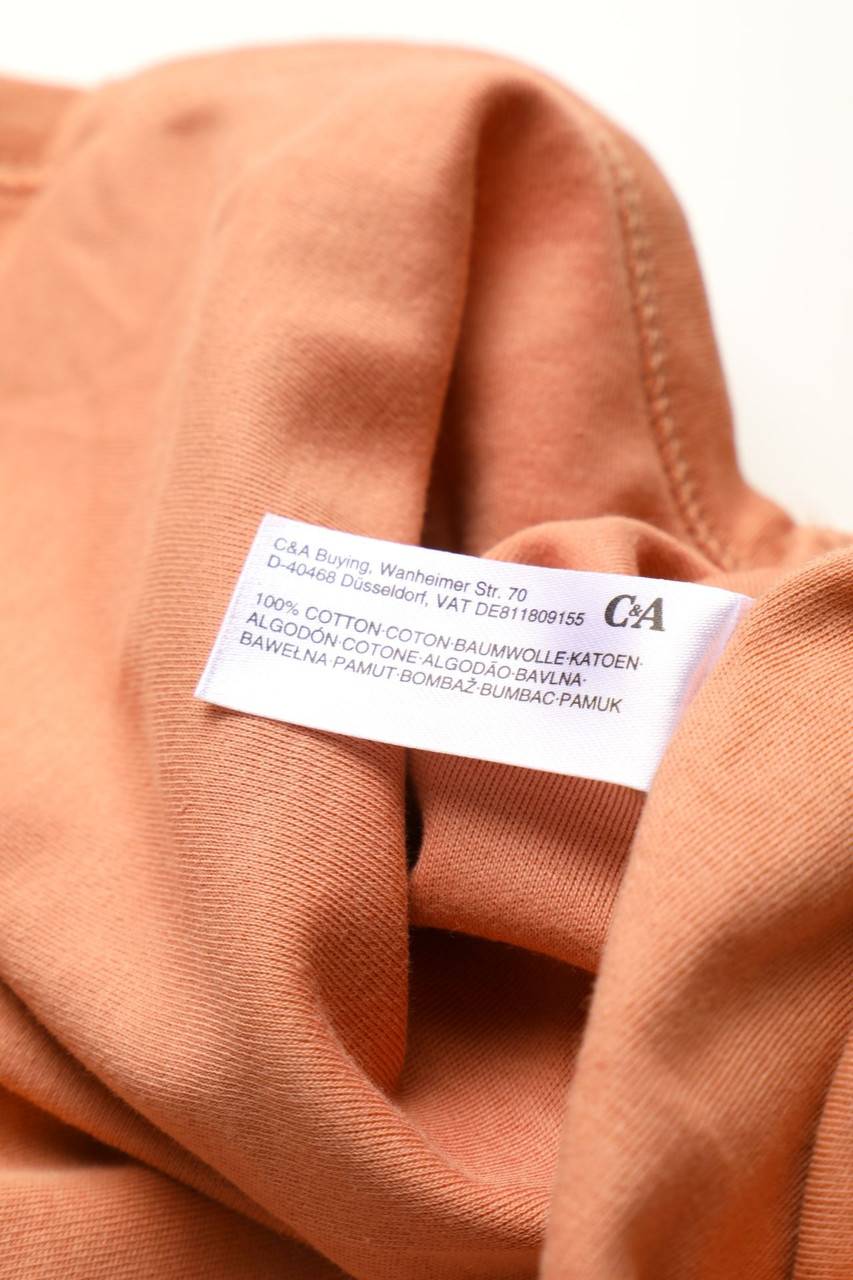 C&A Buying, Wanheimer Str. 70
D-40468 Düsseldorf, VAT DE811809155
C&A
100% COTTON·COTON·BAUMWOLLE·KATOEN·
ALGODÓN·COTONE·ALGODÃO·BAVLNA·
BAWEŁNA·PAMUT·BOMBAŽ·BUMBAC·PAMUK